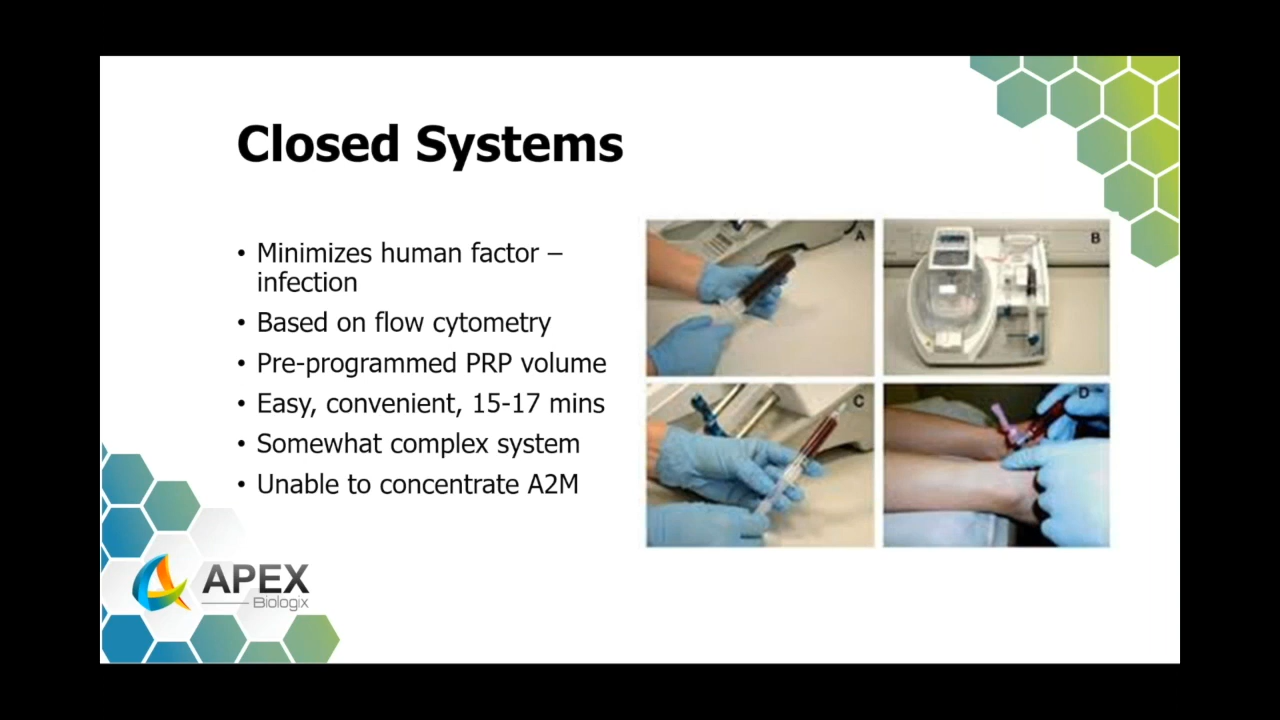 Closed Systems
• Minimizes human factor –
infection
• Based on flow cytometry
• Pre-programmed PRP volume
• Easy, convenient, 15-17 mins
• Somewhat complex system
• Unable to concentrate A2M
A
B
C
D
APEX
Biologix